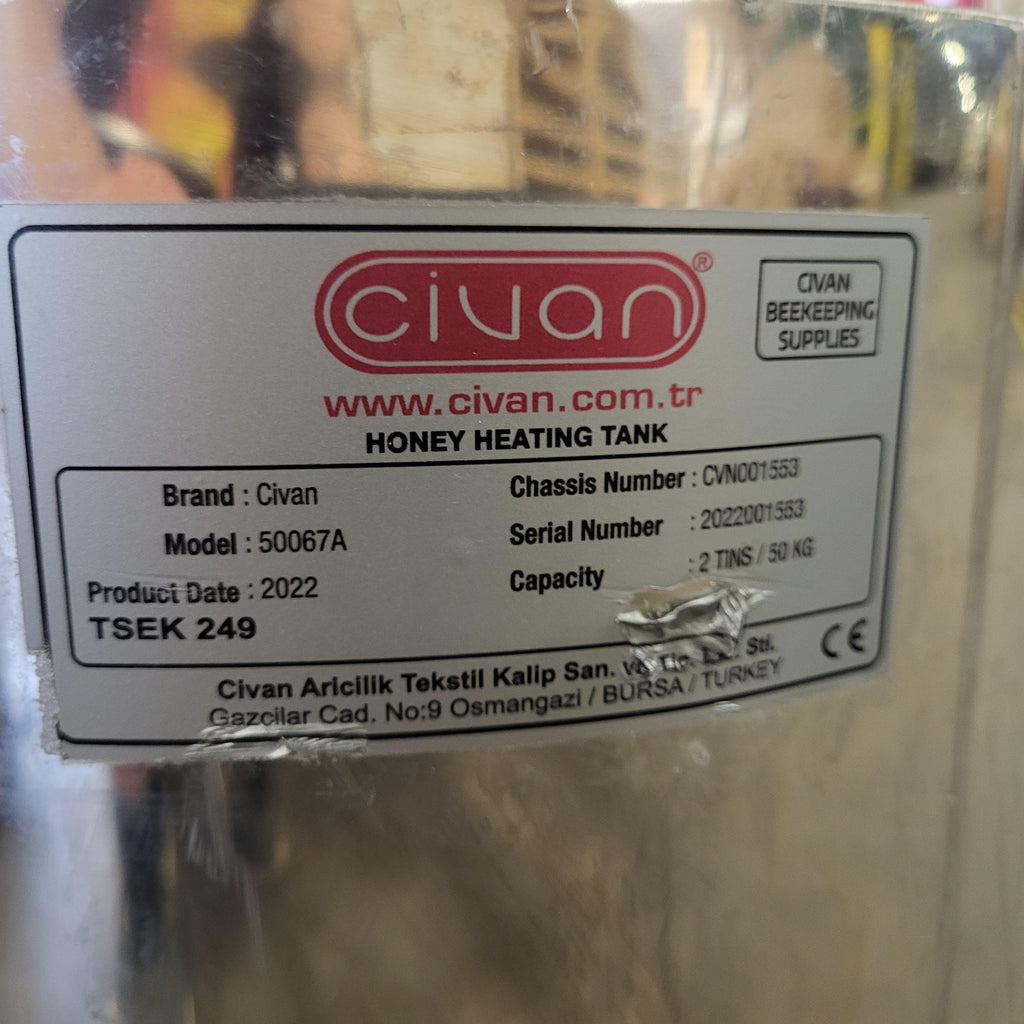 civan®
CIVAN
BEEKEEPING
SUPPLIES
www.civan.com.tr
HONEY HEATING TANK
Brand : Civan
Model : 50067A
Product Date : 2022
TSEK 249
Chassis Number : CVN001553
Serial Number : 2022001553
Capacity : 2 TINS / 50 KG
CE
Civan Aricilik Tekstil Kalip San. Sti.
Gazcilar Cad. No:9 Osmangazi / BURSA / TURKEY